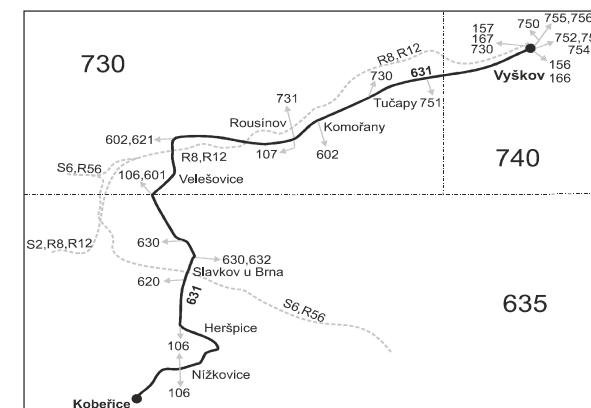 755,756
750
157
167
730
752,7
754
156
166
Vyškov
730
R8,R12
631
730
Tučapy 751
731
Rousínov
Komořany
602
107
602,621
R8,R12
740
S6,R56
106,601
Velešovice
S2,R8,R12
630
630,632
Slavkov u Brna
620
631
S6,R56
635
Heršpice
106
Nížkovice
106
Kobeřice